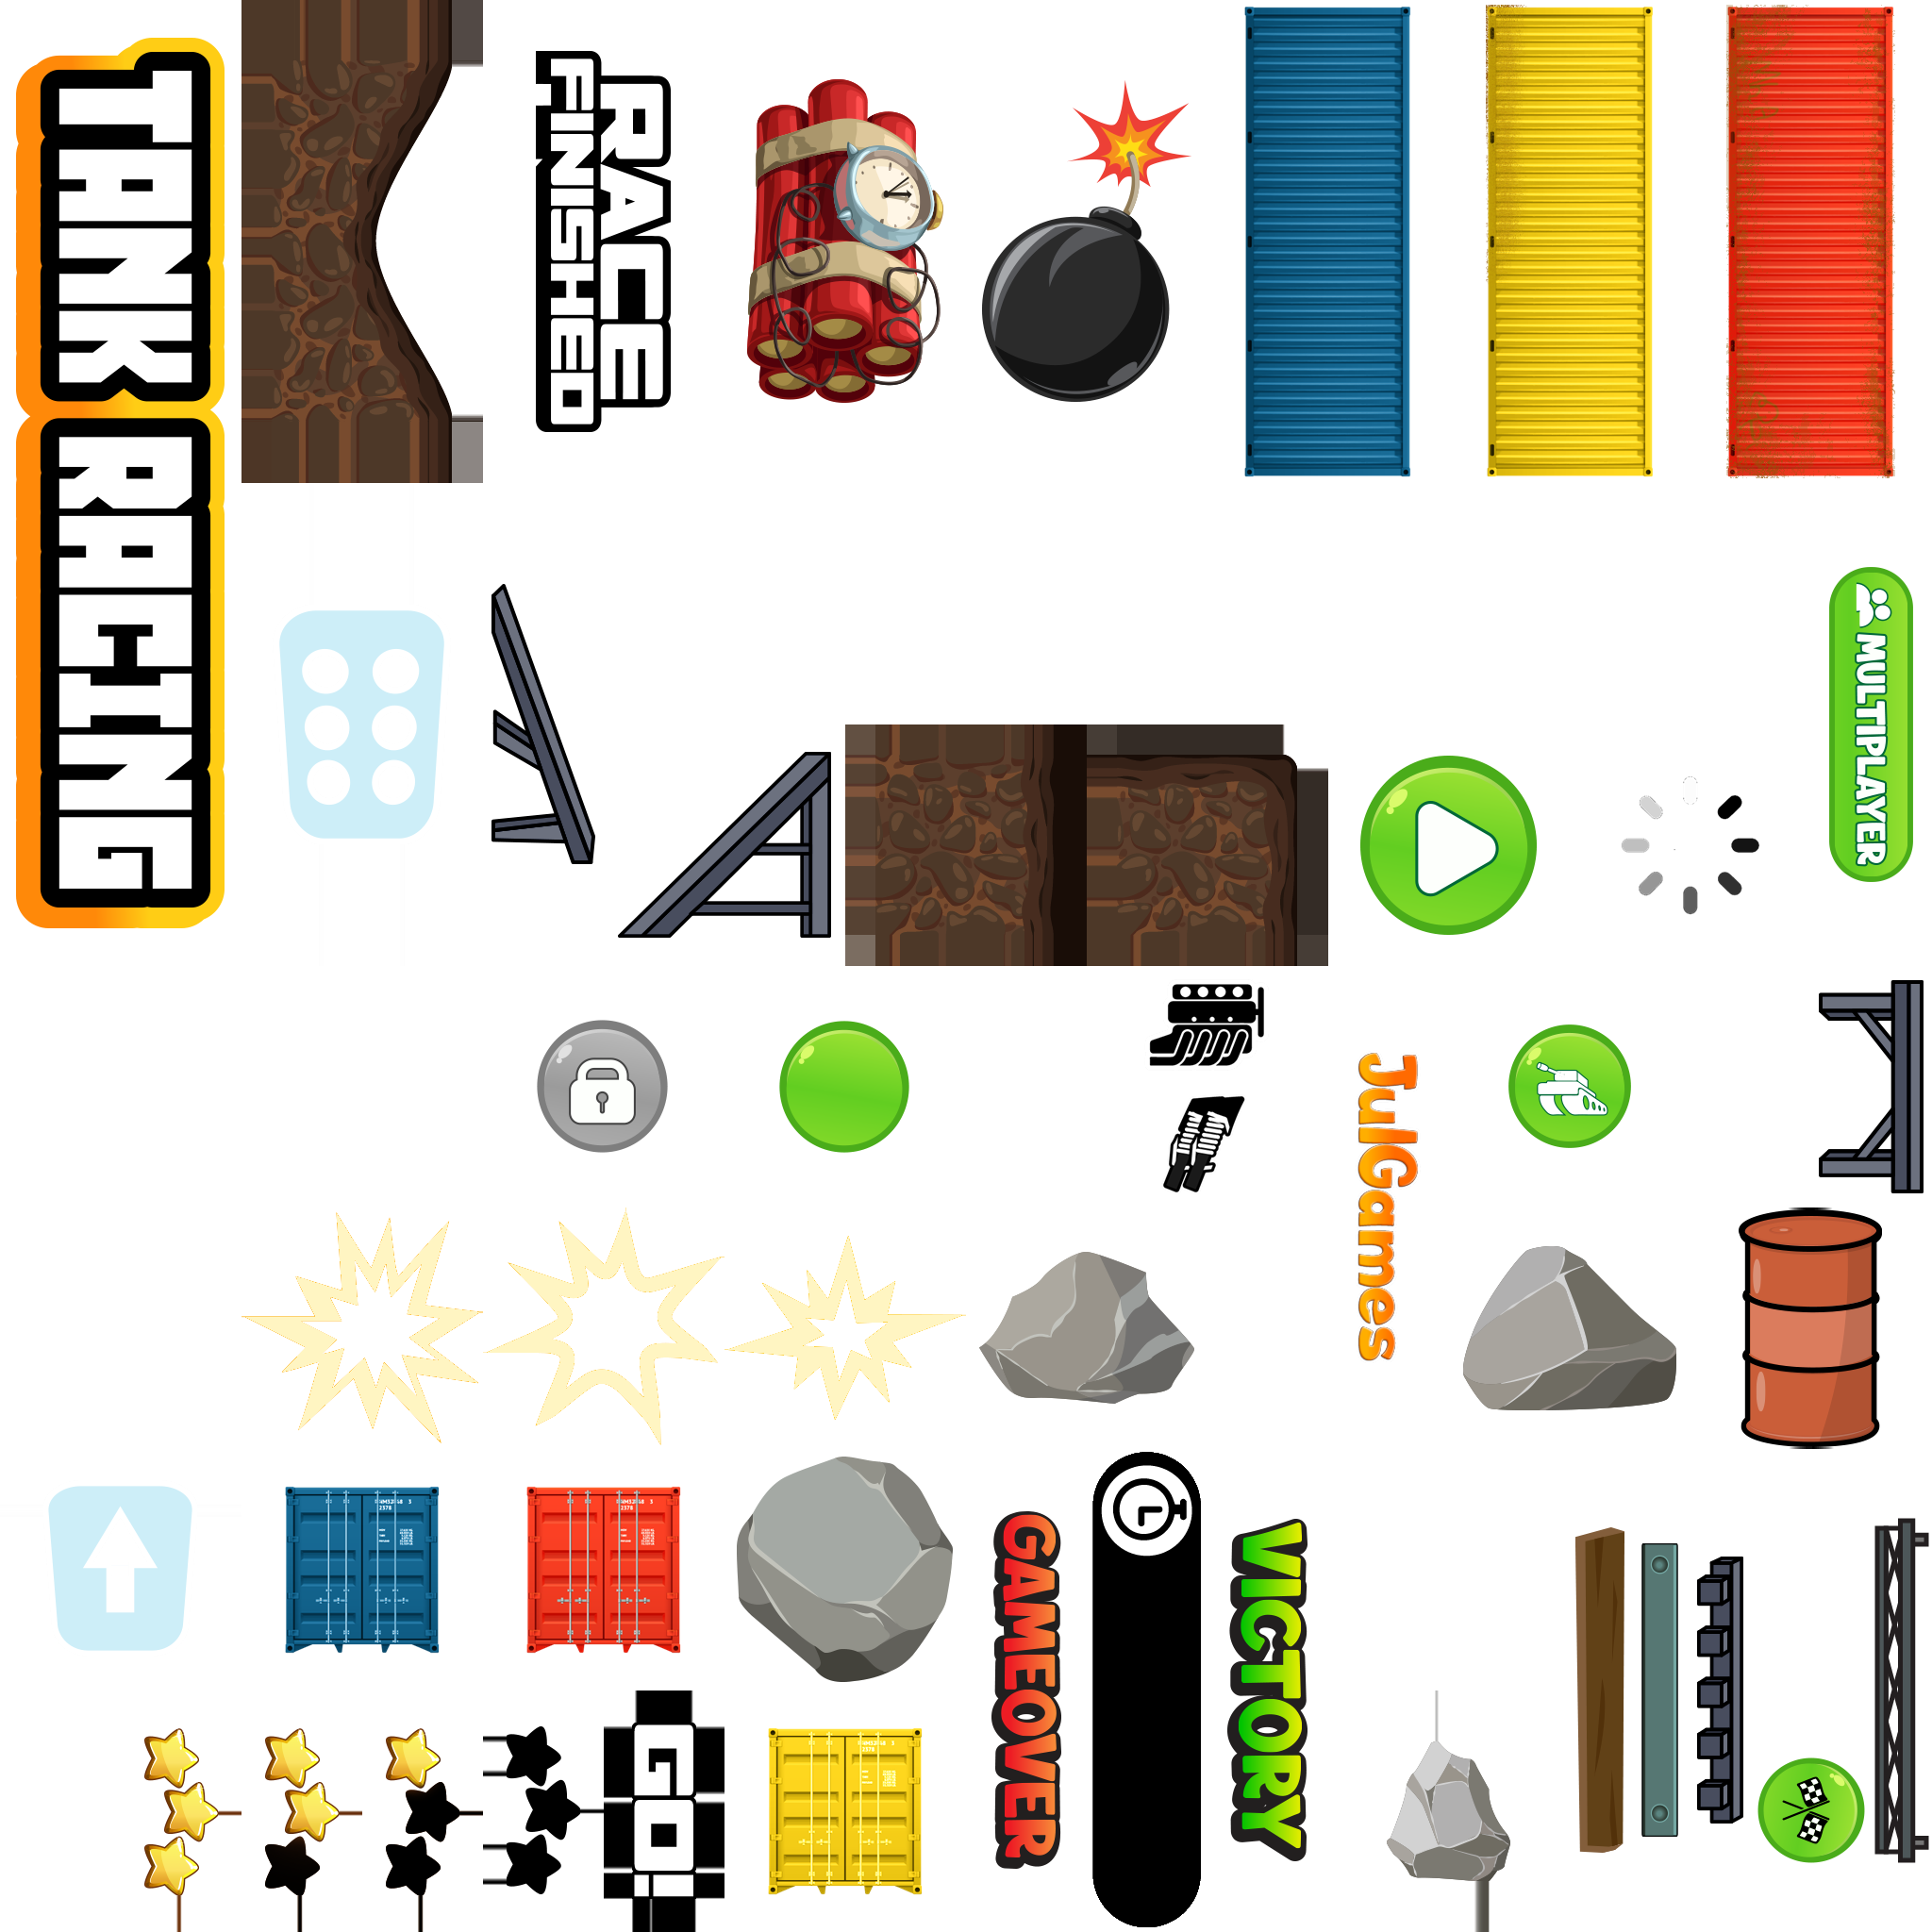 TANK RACING
RACE
FINISHED
MULTIPLAYER
JulGames
GAMEOVER
VICTORY
GO